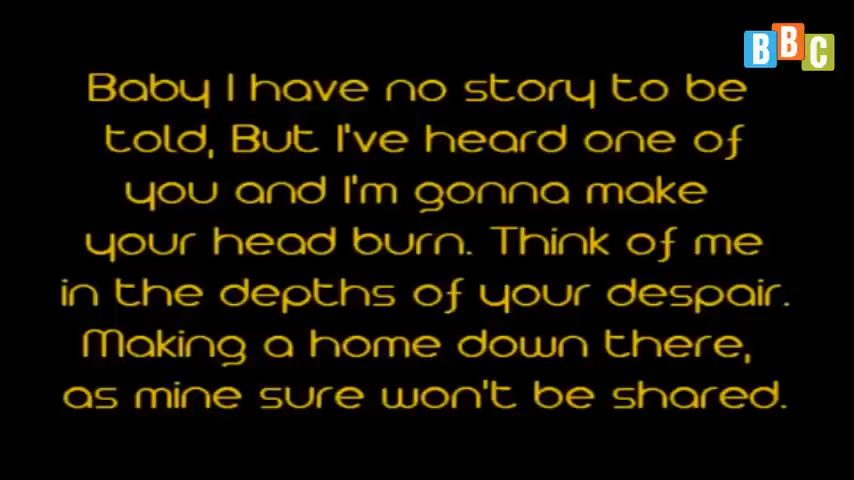 BBC
Baby I have no story to be
told, But I've heard one of
you and I'm gonna make
your head burn. Think of me
in the depths of your despair.
Making a home down there,
as mine sure won't be shared.